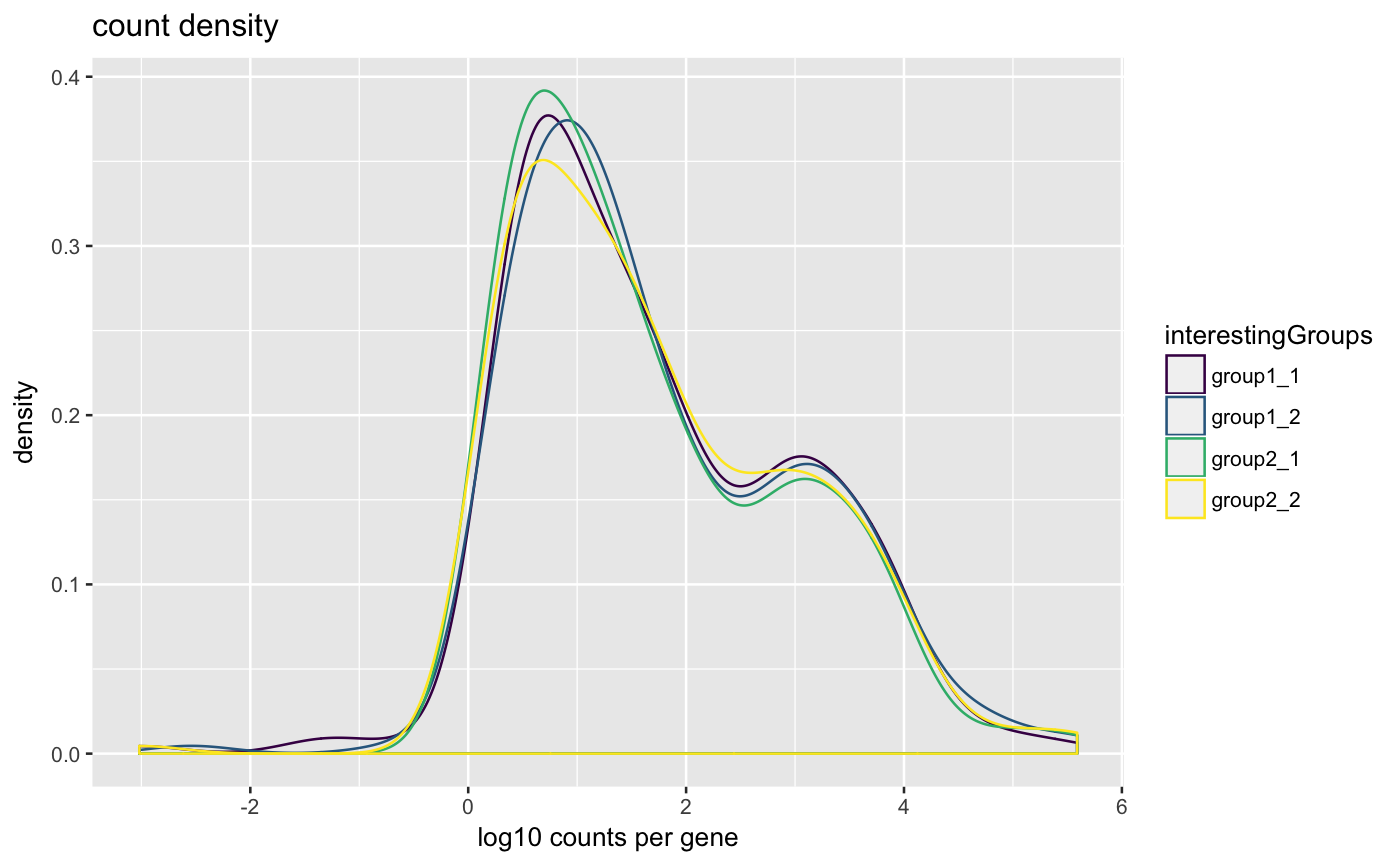 count density
0.4
0.3
0.2
0.1
0.0
density
-2 0 2 4 6
log10 counts per gene
interestingGroups
group1_1
group1_2
group2_1
group2_2